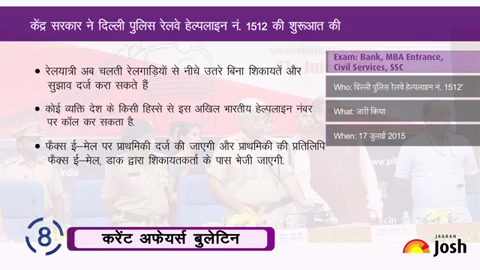 केंद्र सरकार ने दिल्ली पुलिस रेलवे हेल्पलाइन नं. 1512 की शुरूआत की
• रेलयात्री अब चलती रेलगाड़ियों से नीचे उतरे बिना शिकायतें और
सुझाव दर्ज करा सकते हैं
• कोई व्यक्ति देश के किसी हिस्से से इस अखिल भारतीय हेल्पलाइन नंबर
पर कॉल कर सकता है.
• फैक्स ई–मेल पर प्राथमिकी दर्ज की जाएगी और प्राथमिकी की प्रतिलिपि
फैक्स ई–मेल, डाक द्वारा शिकायतकर्ता के पास भेजी जाएगी.
Exam: Bank, MBA Entrance,
Civil Services, SSC
Who: दिल्ली पुलिस रेलवे हेल्पलाइन नं. 1512'
What: जारी किया
When: 17 जुलाई 2015
8
करेंट अफेयर्स बुलेटिन
JAGRAN
Josh